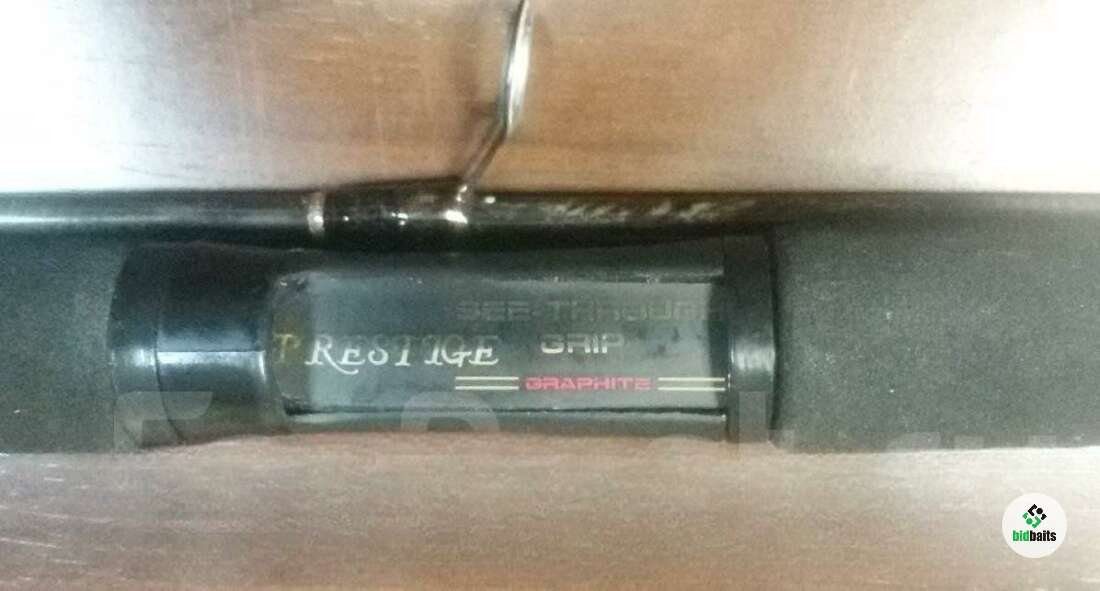 SEE-THROUGH
PRESTIGE GRIP
GRAPHITE
bidbaits